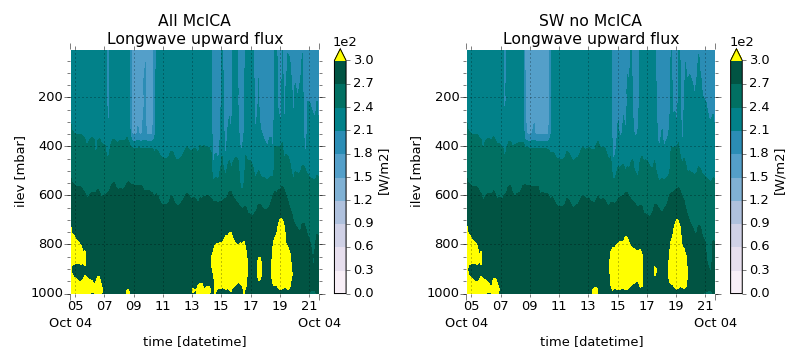 All McICA
Longwave upward flux
1e2
3.0
2.7
2.4
2.1
1.8
1.5
1.2
0.9
0.6
0.3
0.0
[W/m2]
ilev [mbar]
200
400
600
800
1000
05 07 09 11 13 15 17 19 21
Oct 04 Oct 04
time [datetime]
SW no McICA
Longwave upward flux
1e2
3.0
2.7
2.4
2.1
1.8
1.5
1.2
0.9
0.6
0.3
0.0
[W/m2]
ilev [mbar]
200
400
600
800
1000
05 07 09 11 13 15 17 19 21
Oct 04 Oct 04
time [datetime]